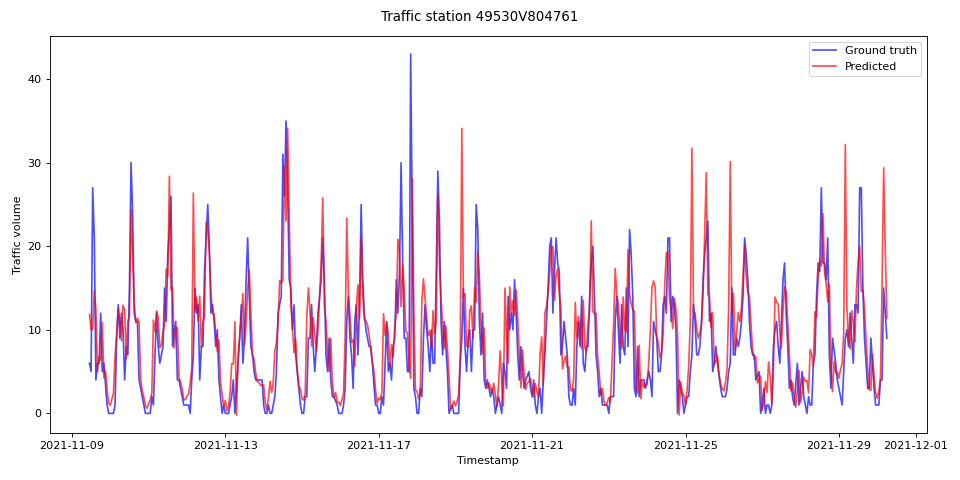 Traffic station 49530V804761
Ground truth
Predicted
Traffic volume
40
30
20
10
0
2021-11-09
2021-11-13
2021-11-17
2021-11-21
2021-11-25
2021-11-29
2021-12-01
Timestamp